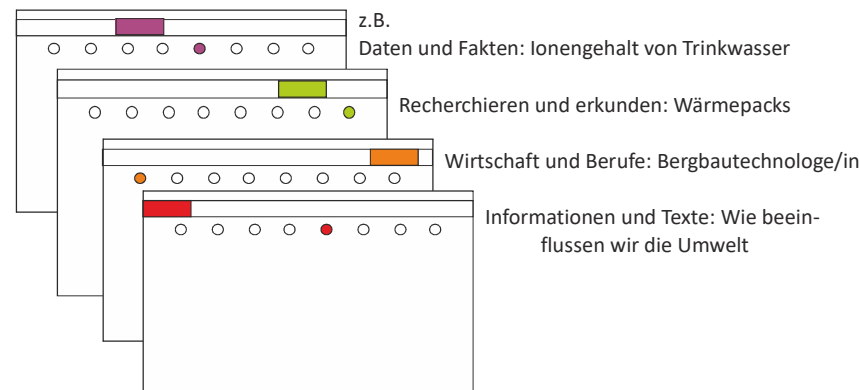 z.B.
Daten und Fakten: Ionengehalt von Trinkwasser
Recherchieren und erkunden: Wärmepacks
Wirtschaft und Berufe: Bergbautechnologe/in
Informationen und Texte: Wie beein-
flussen wir die Umwelt